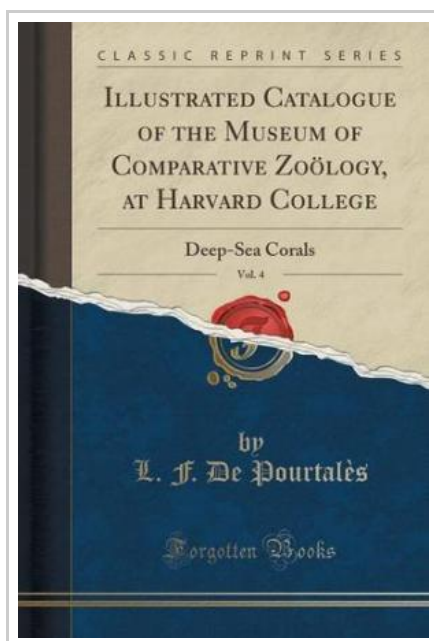 CLASSIC REPRINT SERIES
ILLUSTRATED CATALOGUE
OF THE MUSEUM OF
COMPARATIVE ZOÖLOGY,
AT HARVARD COLLEGE
Deep-Sea Corals
Vol. 4
F
by
L. F. De Pourtalès
Forgotten Books